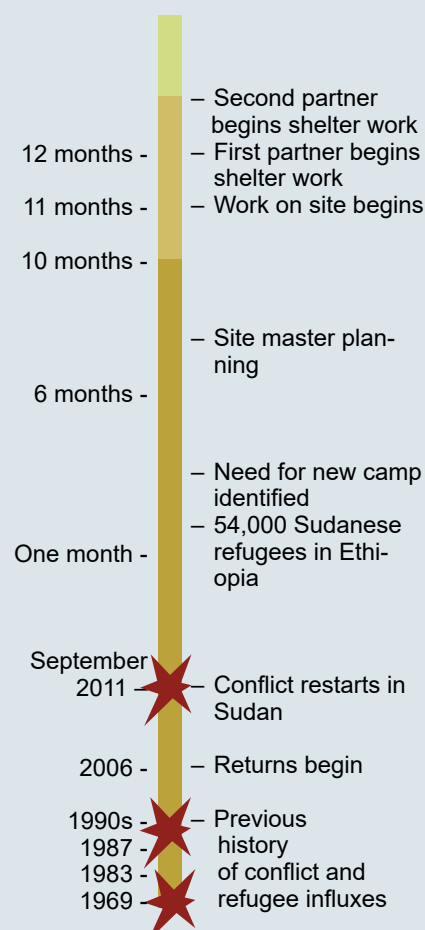 – Second partner
begins shelter work
12 months -
– First partner begins
shelter work
11 months -
– Work on site begins
10 months -
– Site master plan-
ning
6 months -
– Need for new camp
identified
– 54,000 Sudanese
refugees in Ethi-
opia
One month -
September
2011 –
– Conflict restarts in
Sudan
2006 -
– Returns begin
1990s -
– Previous
history
of conflict and
refugee influxes
1987 -
1983 -
1969 -